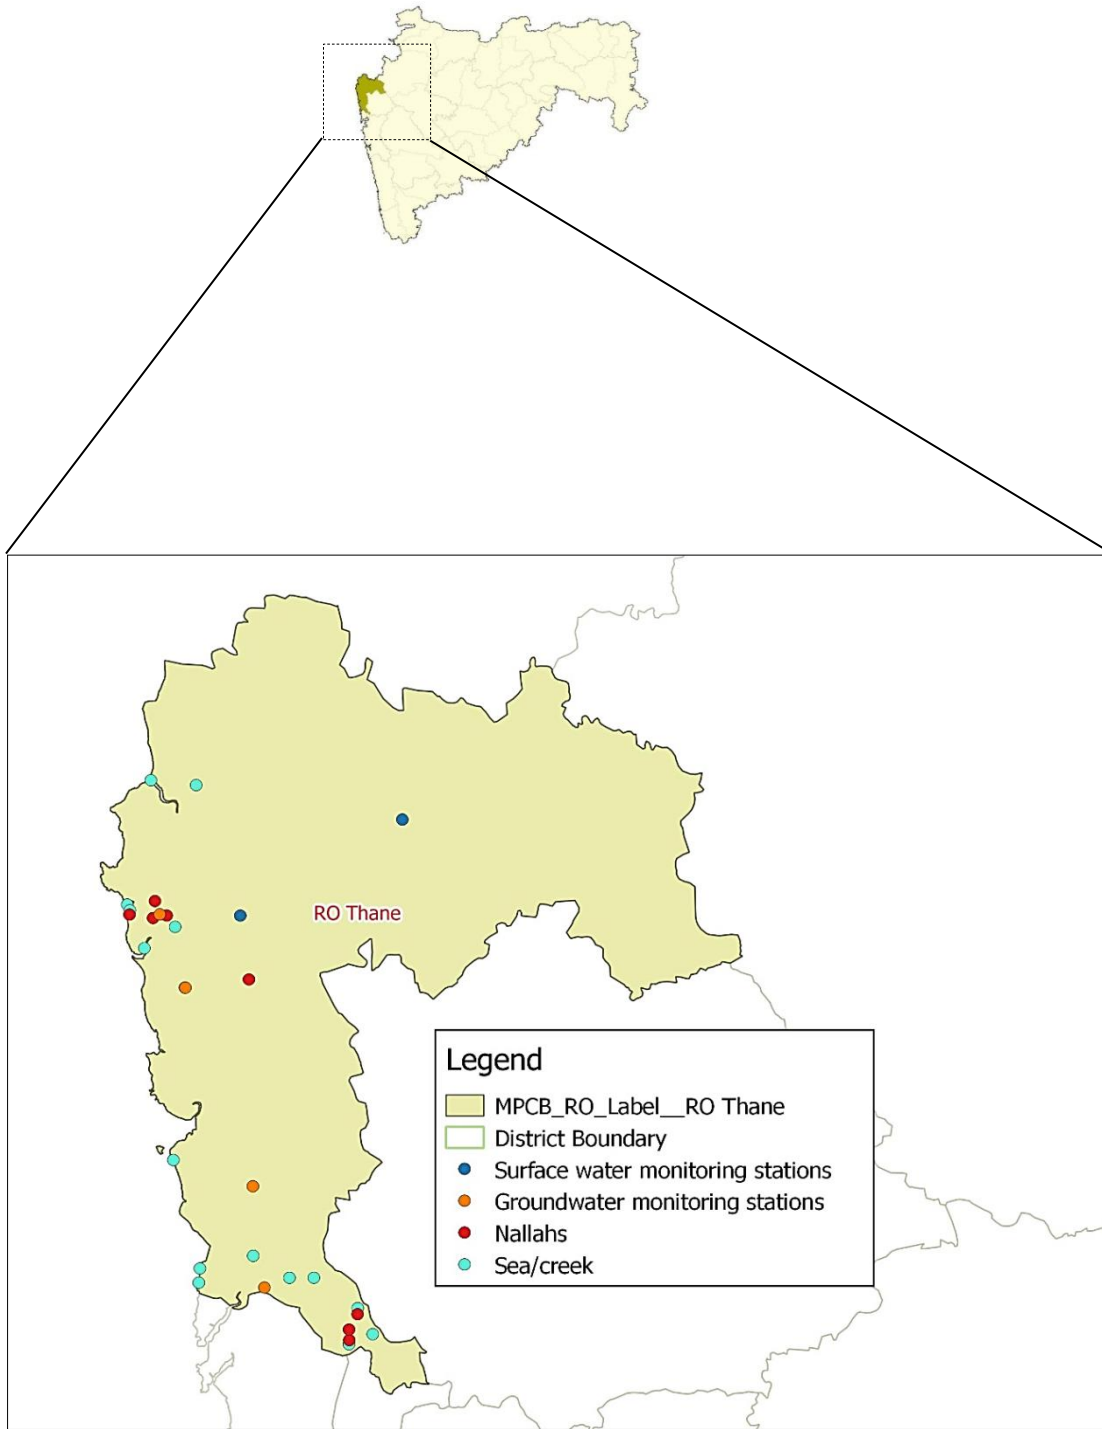 RO Thane
Legend
MPCB_RO_Label__RO Thane
District Boundary
Surface water monitoring stations
Groundwater monitoring stations
Nallahs
Sea/creek